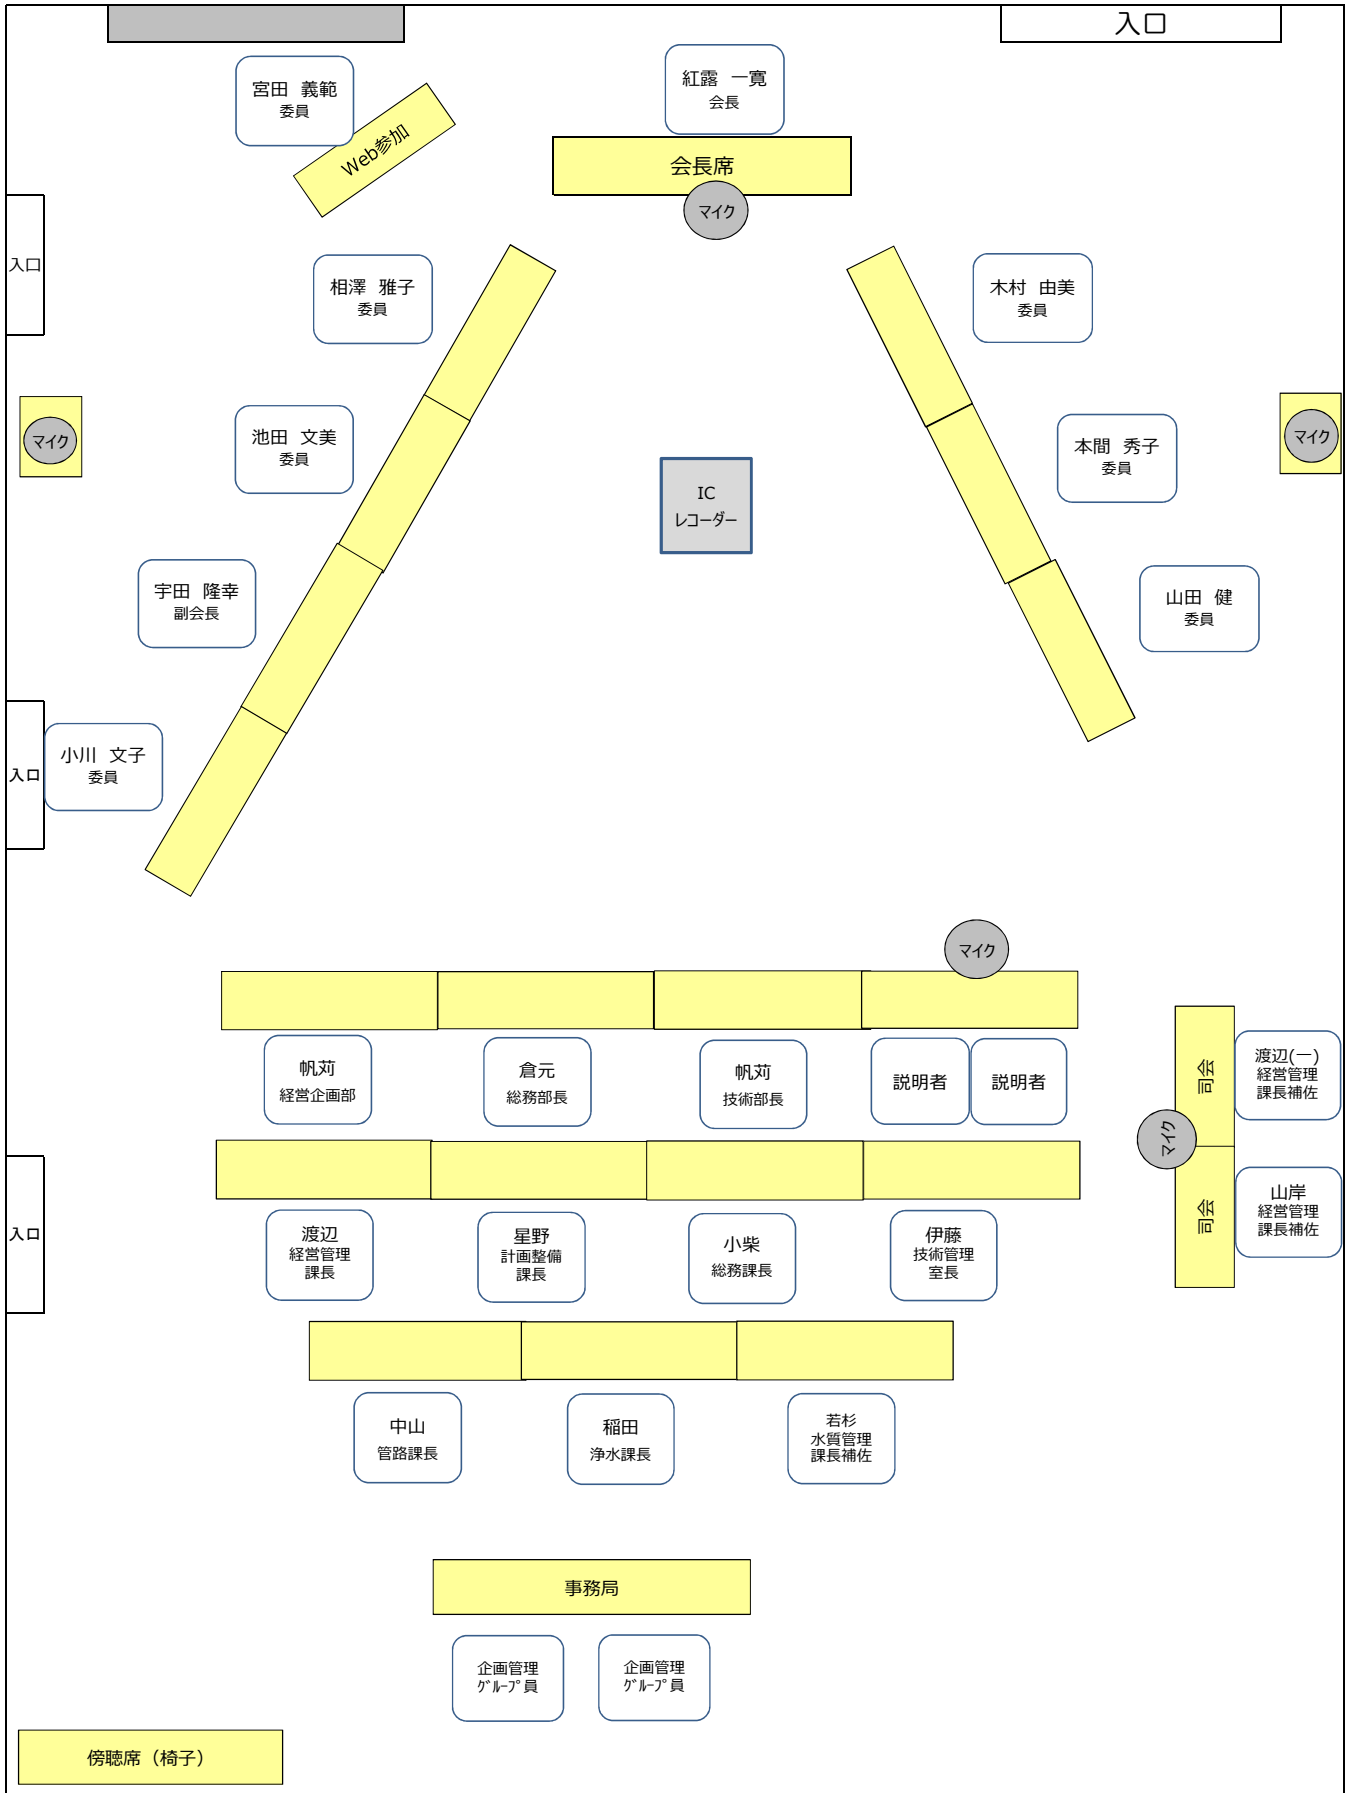 入口
宮田　義範
委員
Web参加
紅露　一寛
会長
会長席
マイク
入口
相澤　雅子
委員
木村　由美
委員
マイク
池田　文美
委員
IC
レコーダー
本間　秀子
委員
マイク
宇田　隆幸
副会長
山田　健
委員
入口
小川　文子
委員
マイク
帆苅
経営企画部
倉元
総務部長
帆苅
技術部長
説明者
説明者
司会
渡辺(一)
経営管理
課長補佐
マイク
司会
山岸
経営管理
課長補佐
入口
渡辺
経営管理
課長
星野
計画整備
課長
小柴
総務課長
伊藤
技術管理
室長
中山
管路課長
稲田
浄水課長
若杉
水質管理
課長補佐
事務局
企画管理
ｸﾞﾙｰﾌﾟ員
企画管理
ｸﾞﾙｰﾌﾟ員
傍聴席（椅子）